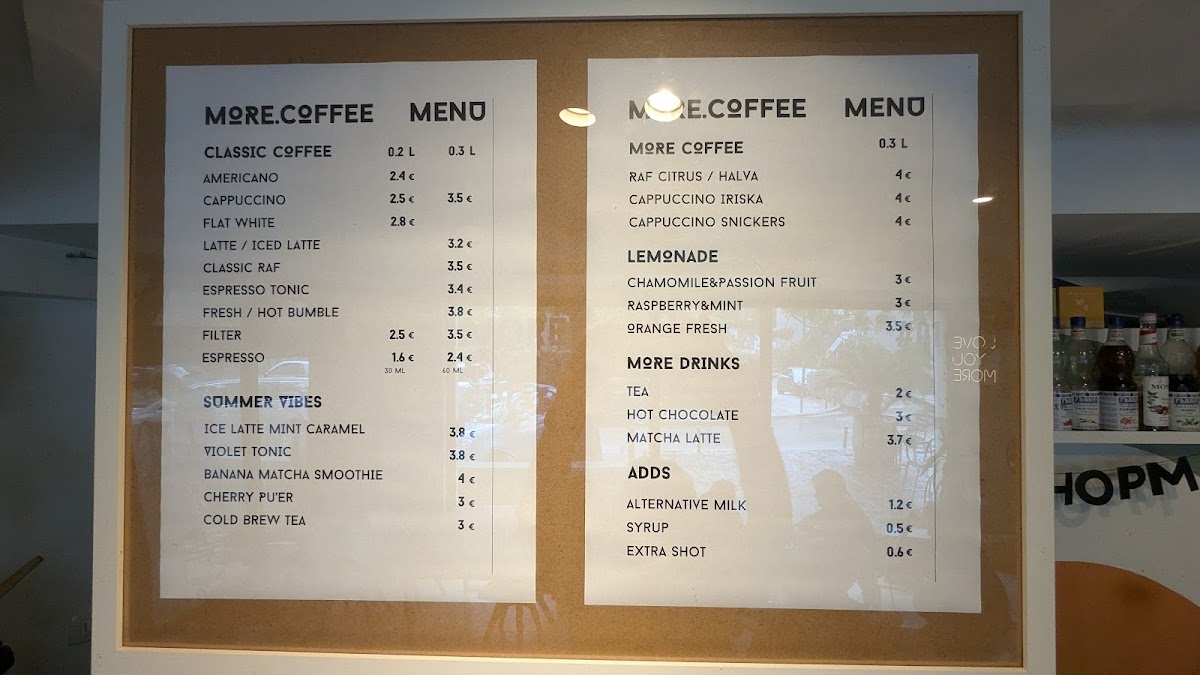 MORE.COFFEE MENU
CLASSIC COFFEE 0.2 L 0.3 L
AMERICANO 2.4 €
CAPPUCCINO 2.5 € 3.5 €
FLAT WHITE 2.8 €
LATTE / ICED LATTE 3.2 €
CLASSIC RAF 3.5 €
ESPRESSO TONIC 3.4 €
FRESH / HOT BUMBLE 3.8 €
FILTER 2.5 € 3.5 €
ESPRESSO 1.6 € 2.4 €
30 ML 60 ML
SUMMER VIBES
ICE LATTE MINT CARAMEL 3,8 €
VIOLET TONIC 3.8 €
BANANA MATCHA SMOOTHIE 4 €
CHERRY PU'ER 3 €
COLD BREW TEA 3 €
MORE.COFFEE MENU
MORE COFFEE 0.3 L
RAF CITRUS / HALVA 4 €
CAPPUCCINO IRISKA 4 €
CAPPUCCINO SNICKERS 4 €
LEMONADE
CHAMOMILE&PASSION FRUIT 3 €
RASPBERRY&MINT 3 €
ORANGE FRESH 3.5 €
MORE DRINKS
TEA 2 €
HOT CHOCOLATE 3 €
MATCHA LATTE 3.7 €
ADDS
ALTERNATIVE MILK 1.2 €
SYRUP 0.5 €
EXTRA SHOT 0.6 €
LOVE
YOU
MORE
HOPM